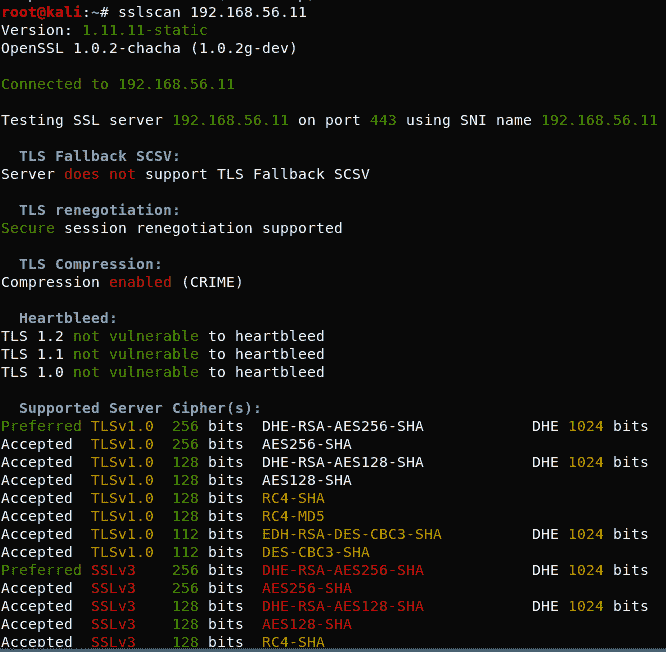 root@kali:~# sslscan 192.168.56.11
Version: 1.11.11-static
OpenSSL 1.0.2-chacha (1.0.2g-dev)
Connected to 192.168.56.11
Testing SSL server 192.168.56.11 on port 443 using SNI name 192.168.56.11
TLS Fallback SCSV:
Server does not support TLS Fallback SCSV
TLS renegotiation:
Secure session renegotiation supported
TLS Compression:
Compression enabled (CRIME)
Heartbleed:
TLS 1.2 not vulnerable to heartbleed
TLS 1.1 not vulnerable to heartbleed
TLS 1.0 not vulnerable to heartbleed
Supported Server Cipher(s):
Preferred TLSv1.0 256 bits DHE-RSA-AES256-SHA DHE 1024 bits
Accepted TLSv1.0 256 bits AES256-SHA
Accepted TLSv1.0 128 bits DHE-RSA-AES128-SHA DHE 1024 bits
Accepted TLSv1.0 128 bits AES128-SHA
Accepted TLSv1.0 128 bits RC4-SHA
Accepted TLSv1.0 128 bits RC4-MD5
Accepted TLSv1.0 112 bits EDH-RSA-DES-CBC3-SHA DHE 1024 bits
Accepted TLSv1.0 112 bits DES-CBC3-SHA
Preferred SSLv3 256 bits DHE-RSA-AES256-SHA DHE 1024 bits
Accepted SSLv3 256 bits AES256-SHA
Accepted SSLv3 128 bits DHE-RSA-AES128-SHA DHE 1024 bits
Accepted SSLv3 128 bits AES128-SHA
Accepted SSLv3 128 bits RC4-SHA